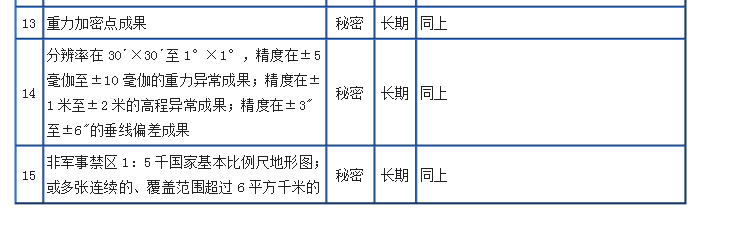 13 重力加密点成果 秘密 长期 同上
分辨率在 30′×30′至 1°×1°，精度在±5
毫伽至±10 毫伽的重力异常成果；精度在±
14 1 米至±2 米的高程异常成果；精度在±3″ 秘密 长期 同上
至±6″的垂线偏差成果
非军事禁区 1：5 千国家基本比例尺地形图；
15 或多张连续的、覆盖范围超过 6 平方千米的 秘密 长期 同上